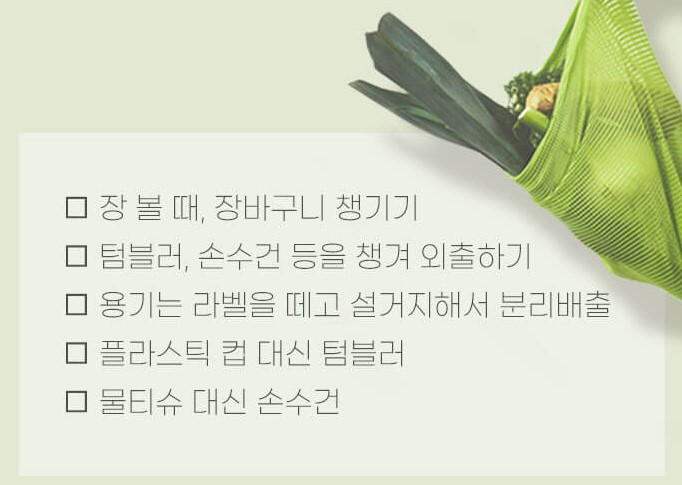 □ 장 볼 때, 장바구니 챙기기
□ 텀블러, 손수건 등을 챙겨 외출하기
□ 용기는 라벨을 떼고 설거지해서 분리배출
□ 플라스틱 컵 대신 텀블러
□ 물티슈 대신 손수건